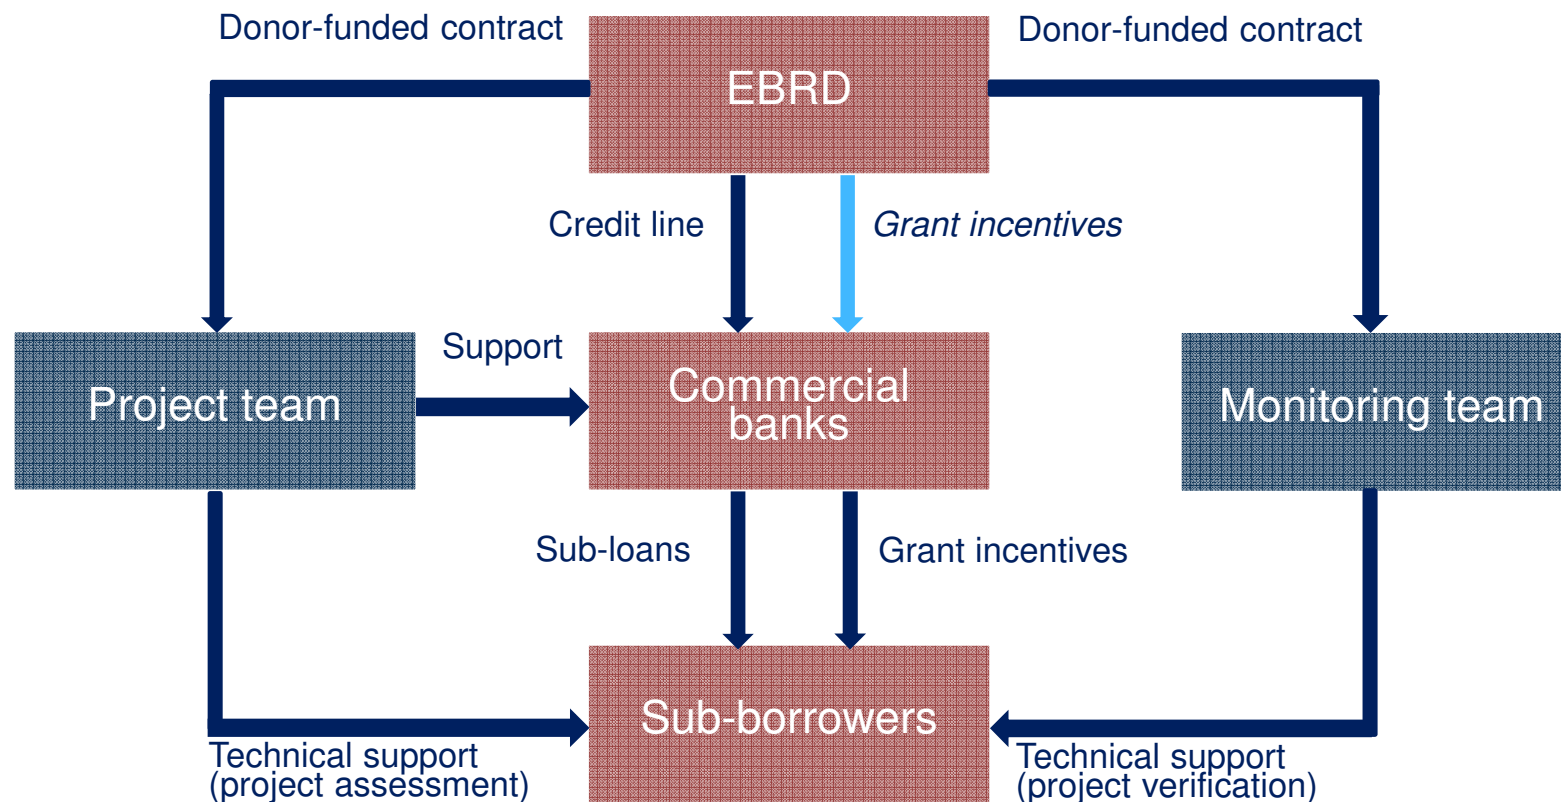 Donor-funded contract
EBRD
Donor-funded contract
Credit line
Grant incentives
Project team
Support
Commercial
banks
Monitoring team
Sub-loans
Grant incentives
Sub-borrowers
Technical support
(project assessment)
Technical support
(project verification)